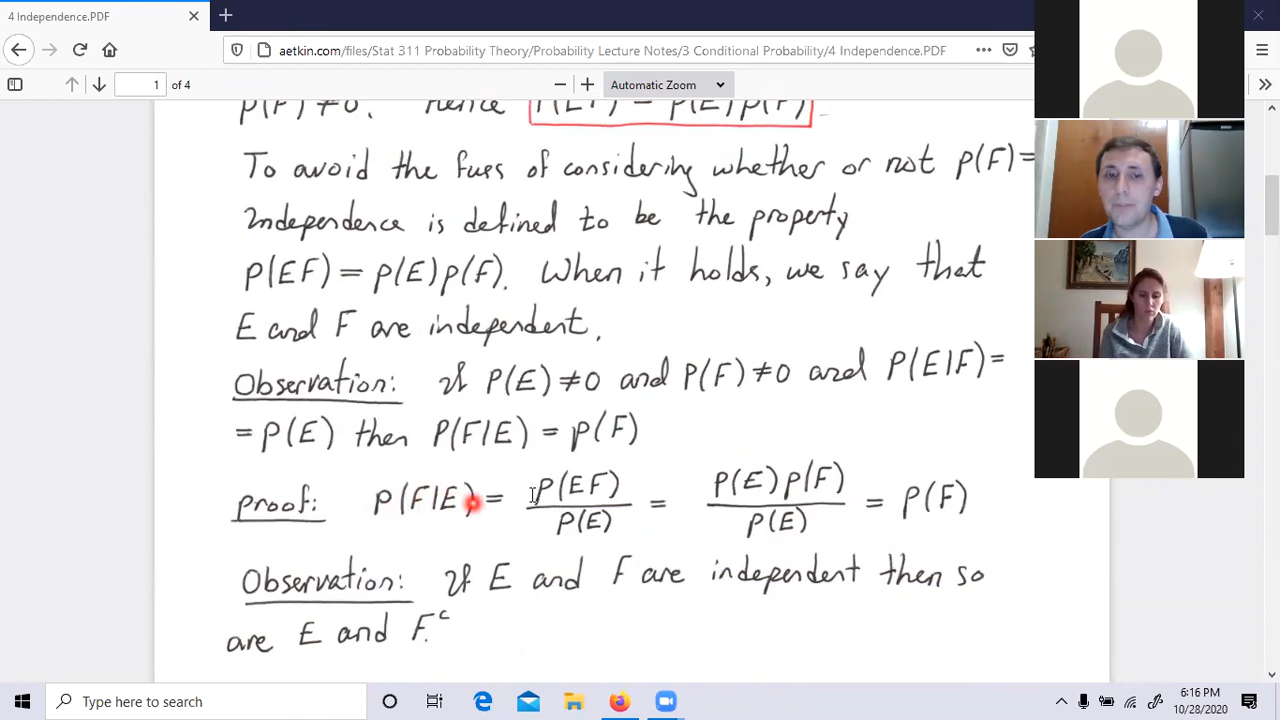 4 Independence.PDF
aetkin.com/files/Stat 311 Probability Theory/Probability Lecture Notes/3 Conditional Probability/4 Independence.PDF
1 of 4
Automatic Zoom
p(F) ≠ 0. Hence P(EF) = p(E)p(F)
To avoid the fuss of considering whether or not p(F)=
Independence is defined to be the property
p(EF) = p(E)p(F). When it holds, we say that
E and F are independent.
Observation: if P(E) ≠ 0 and P(F) ≠ 0 and P(E|F) =
= P(E) then P(F|E) = p(F)
proof: P(F|E) = P(EF)/P(E) = P(E)p(F)/P(E) = p(F)
Observation: If E and F are independent then so
are E and F.ᶜ
Type here to search
6:16 PM
10/28/2020